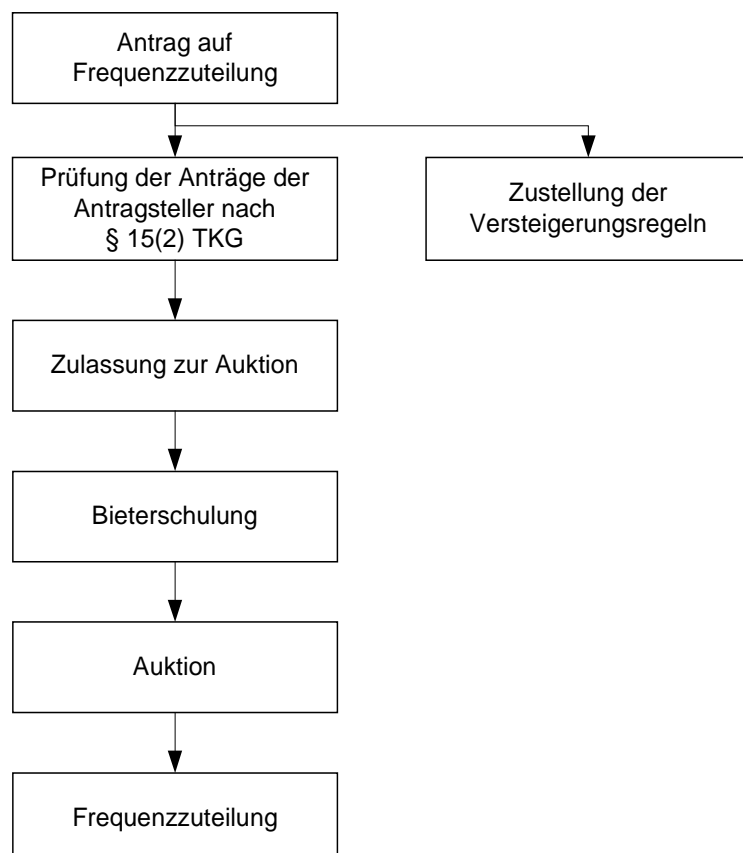 Antrag auf
Frequenzzuteilung
Prüfung der Anträge der
Antragsteller nach
§ 15(2) TKG
Zustellung der
Versteigerungsregeln
Zulassung zur Auktion
Bieterschulung
Auktion
Frequenzzuteilung